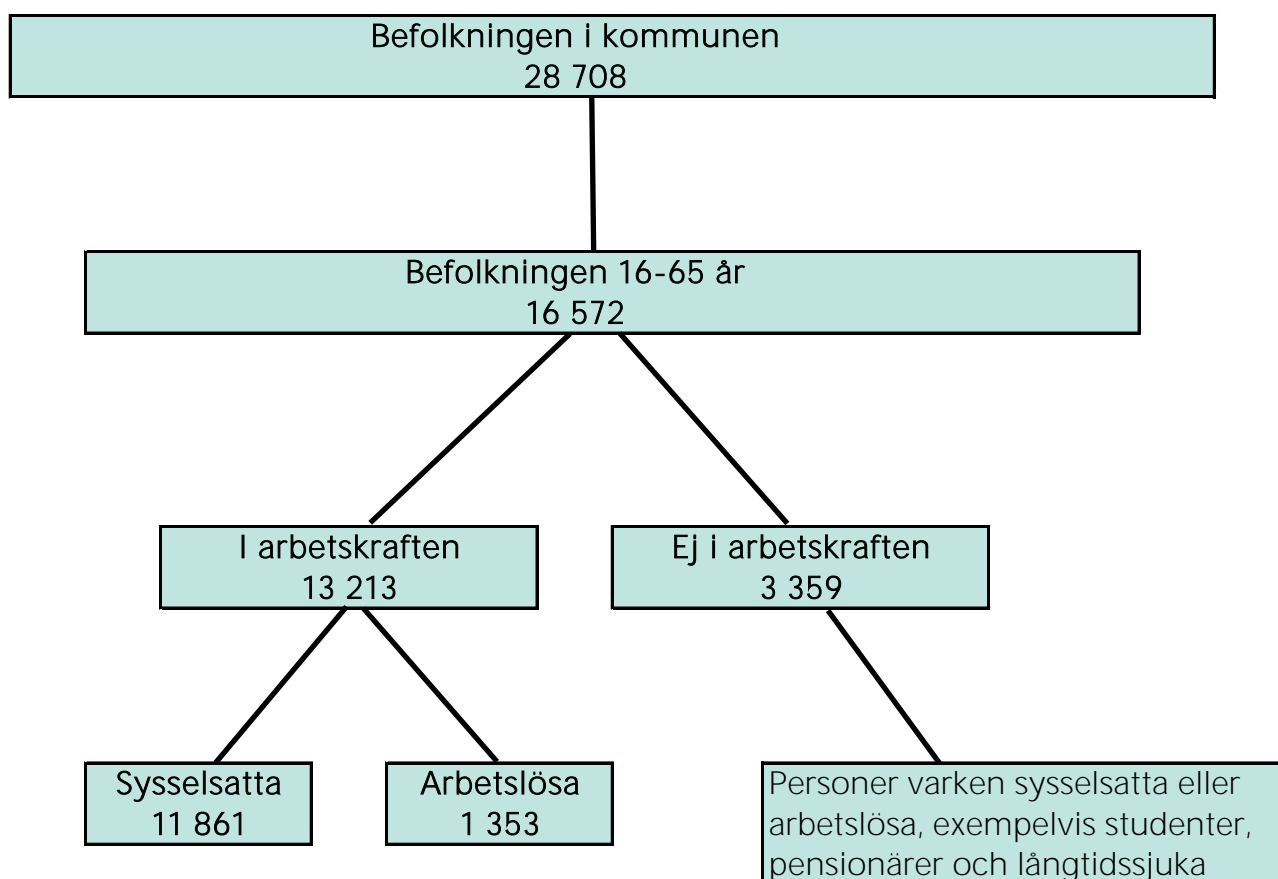 Befolkningen i kommunen
28 708
Befolkningen 16-65 år
16 572
I arbetskraften
13 213
Ej i arbetskraften
3 359
Sysselsatta
11 861
Arbetslösa
1 353
Personer varken sysselsatta eller
arbetslösa, exempelvis studenter,
pensionärer och långtidssjuka